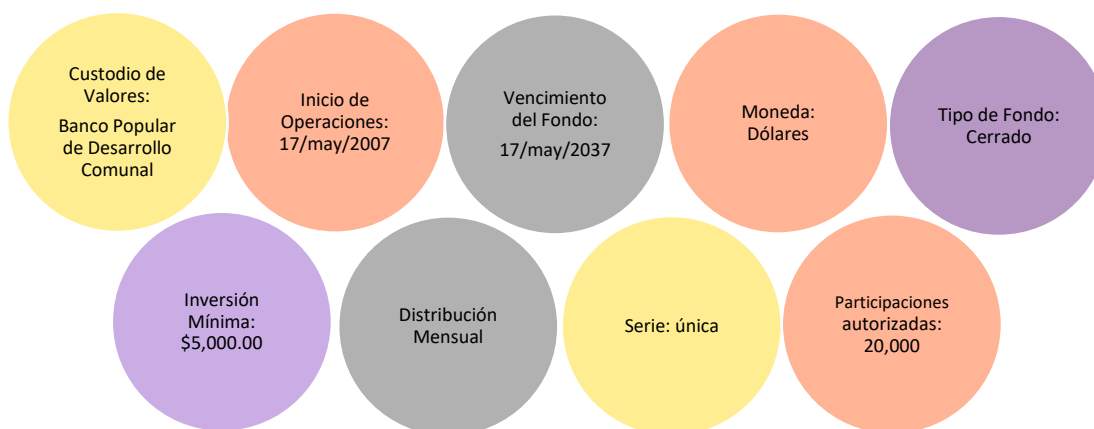 Custodio de
Valores:
Banco Popular
de Desarrollo
Comunal
Inicio de
Operaciones:
17/may/2007
Vencimiento
del Fondo:
17/may/2037
Moneda:
Dólares
Tipo de Fondo:
Cerrado
Inversión
Mínima:
$5,000.00
Distribución
Mensual
Serie: única
Participaciones
autorizadas:
20,000